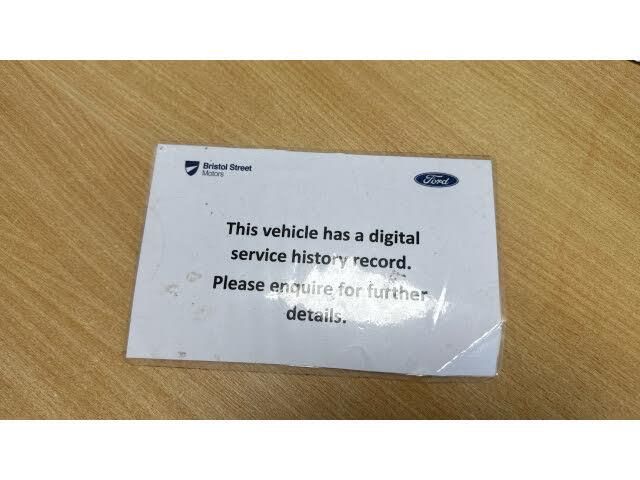 Bristol Street
Motors
Ford
This vehicle has a digital
service history record.
Please enquire for further
details.